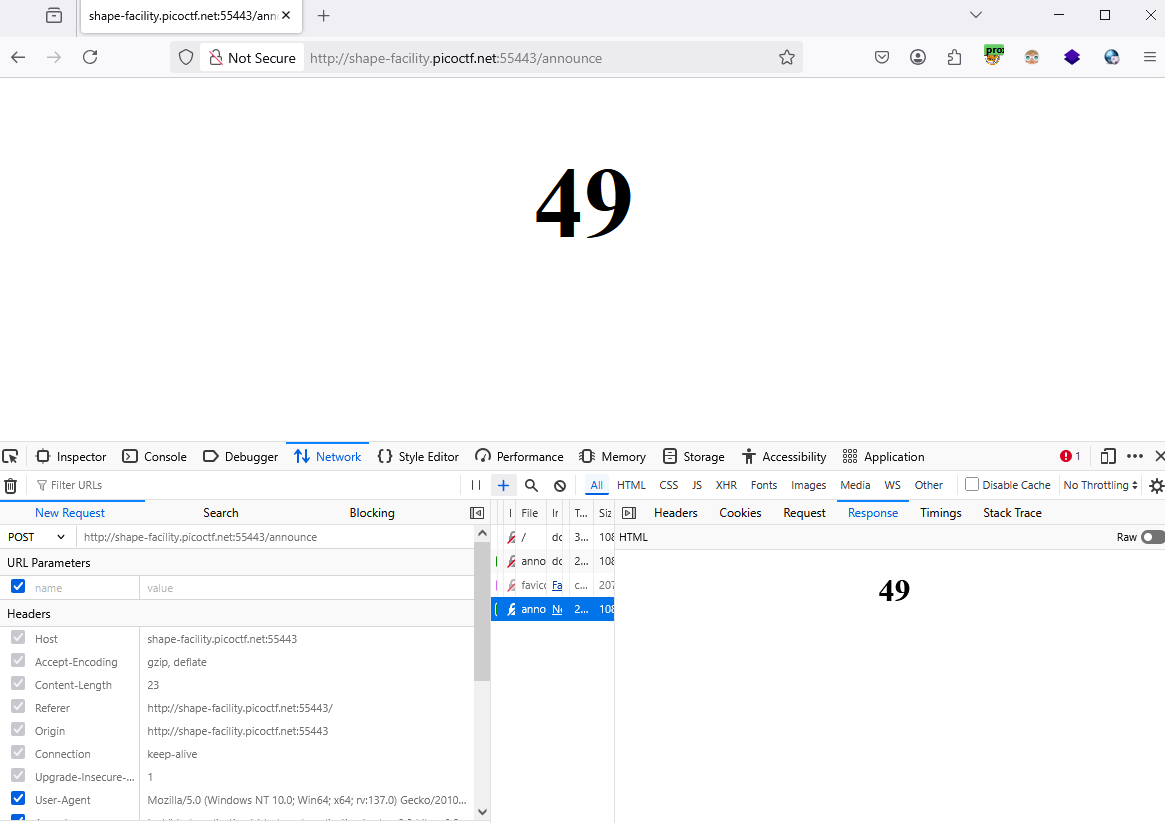 shape-facility.picoctf.net:55443/anno
Not Secure http://shape-facility.picoctf.net:55443/announce
49
Inspector Console Debugger Network Style Editor Performance Memory Storage Accessibility Application 1
Filter URLs All HTML CSS JS XHR Fonts Images Media WS Other Disable Cache No Throttling
New Request Search Blocking File Headers Cookies Request Response Timings Stack Trace
POST http://shape-facility.picoctf.net:55443/announce / dc 3... 108 HTML Raw
URL Parameters anno dc 2... 108
name value favico Fa c... 207
Headers anno Ne 2... 108 49
Host shape-facility.picoctf.net:55443
Accept-Encoding gzip, deflate
Content-Length 23
Referer http://shape-facility.picoctf.net:55443/
Origin http://shape-facility.picoctf.net:55443
Connection keep-alive
Upgrade-Insecure-... 1
User-Agent Mozilla/5.0 (Windows NT 10.0; Win64; x64; rv:137.0) Gecko/2010...